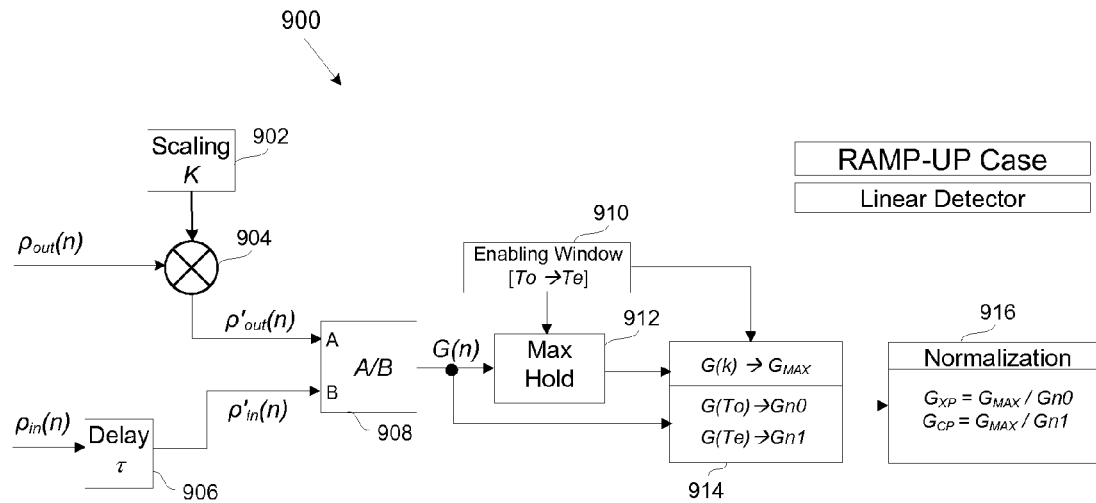 900
Scaling
K
902
RAMP-UP Case
Linear Detector
ρout(n)
904
910
Enabling Window
[To →Te]
ρ'out(n)
A
B
A/B
908
G(n)
912
Max
Hold
G(k) → GMAX
G(To)→Gn0
G(Te)→Gn1
914
916
Normalization
GXP = GMAX / Gn0
GCP = GMAX / Gn1
ρin(n)
Delay
τ
906
ρ'in(n)